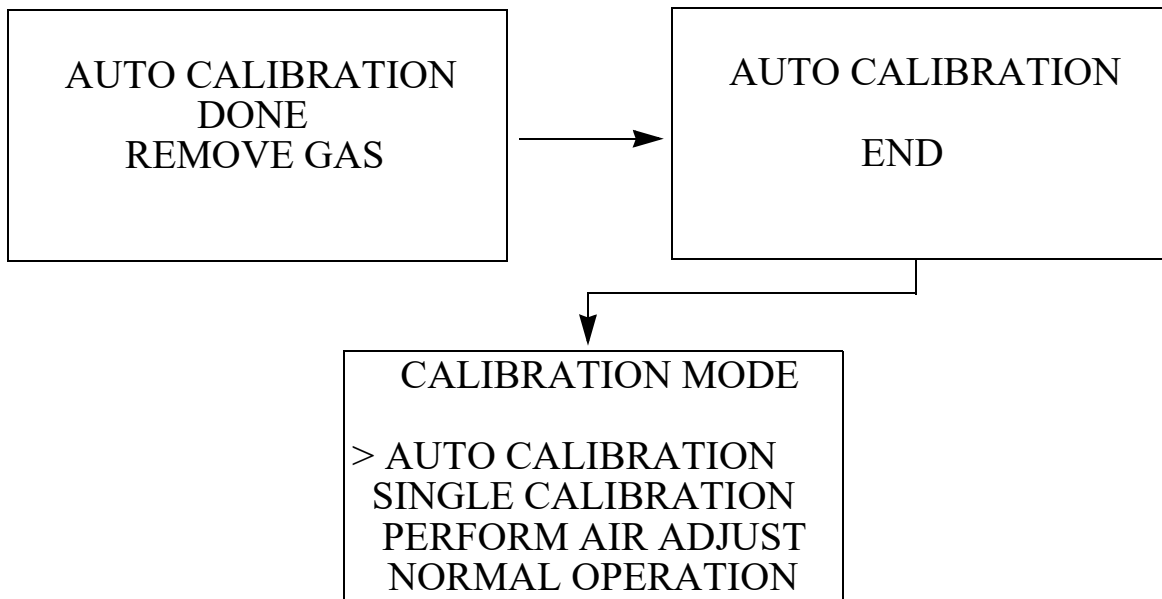 AUTO CALIBRATION
DONE
REMOVE GAS
AUTO CALIBRATION
END
CALIBRATION MODE
> AUTO CALIBRATION
SINGLE CALIBRATION
PERFORM AIR ADJUST
NORMAL OPERATION